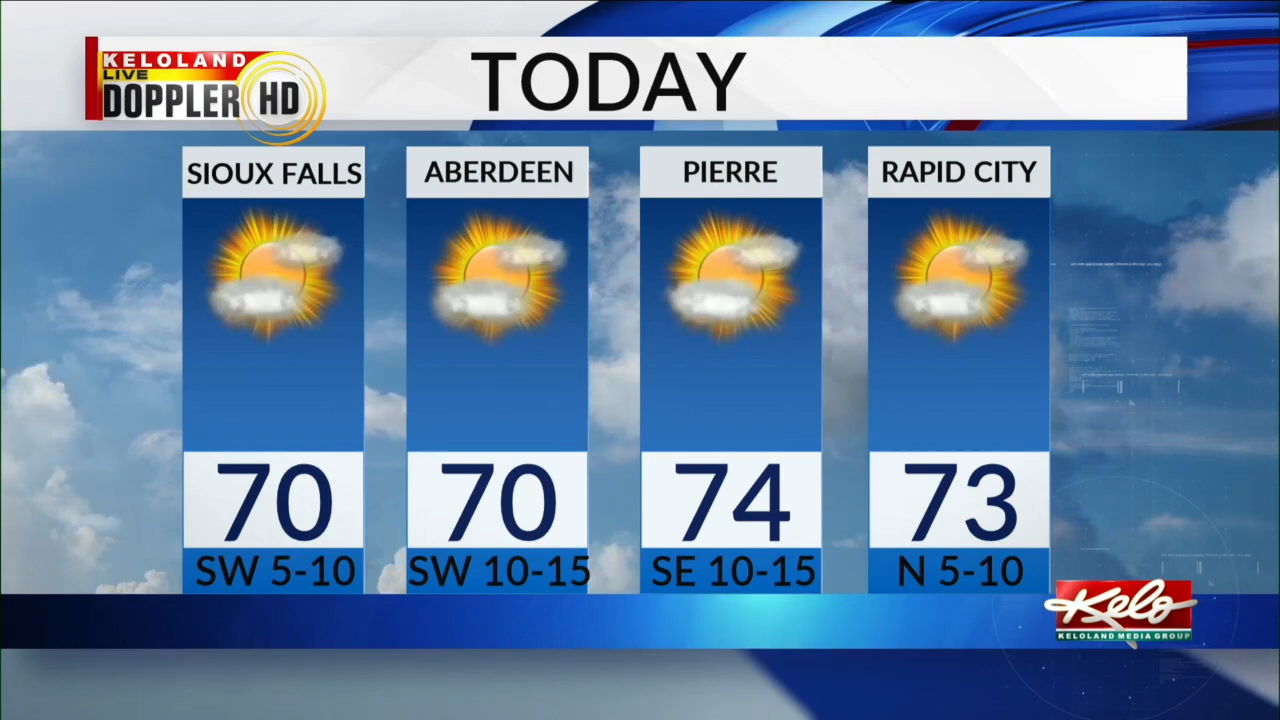 KELOLAND
LIVE
DOPPLER HD
TODAY
SIOUX FALLS
ABERDEEN
PIERRE
RAPID CITY
70
70
74
73
SW 5-10
SW 10-15
SE 10-15
N 5-10
Kelo
KELOLAND MEDIA GROUP